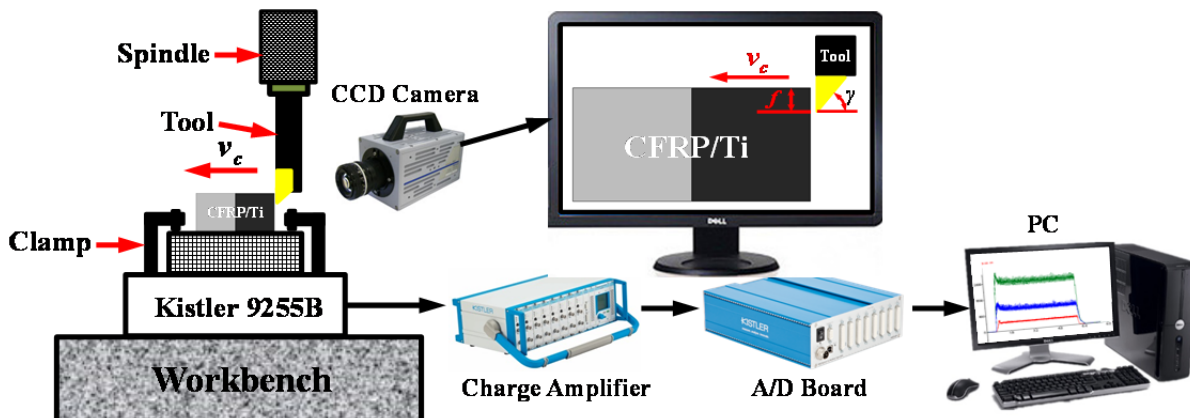 Spindle
Tool
v_c
CFRP/Ti
Clamp
Kistler 9255B
Workbench
CCD Camera
v_c
Tool
f
γ
CFRP/Ti
DELL
KISTLER
Charge Amplifier
KISTLER
A/D Board
PC